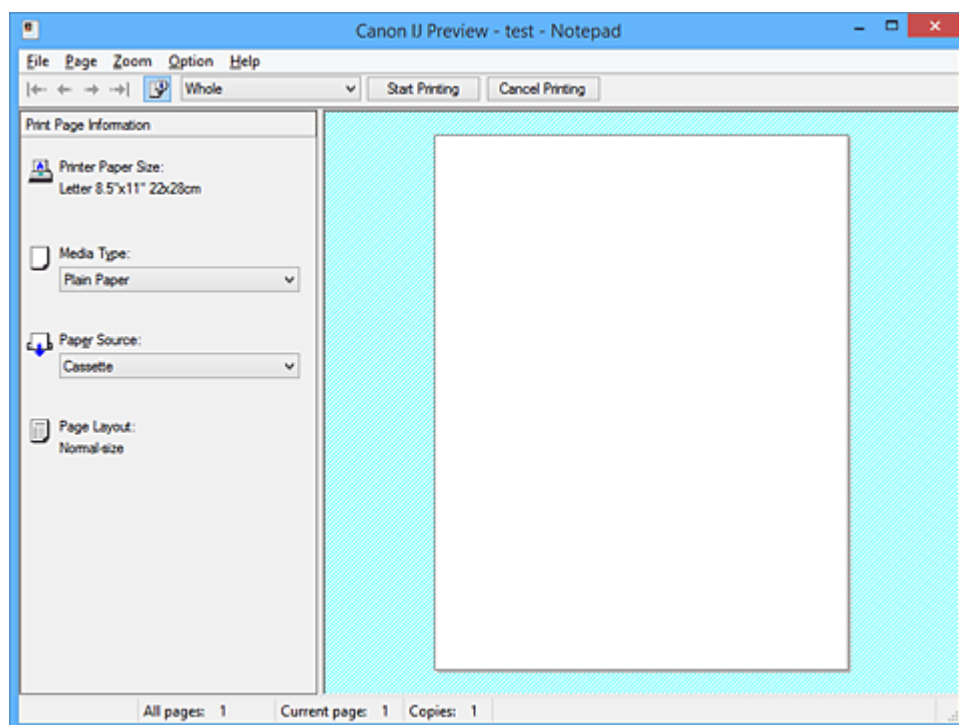 Canon IJ Preview - test - Notepad
File Page Zoom Option Help
Whole Start Printing Cancel Printing
Print Page Information
Printer Paper Size:
Letter 8.5"x11" 22x28cm
Media Type:
Plain Paper
Paper Source:
Cassette
Page Layout:
Normal-size
All pages: 1 Current page: 1 Copies: 1